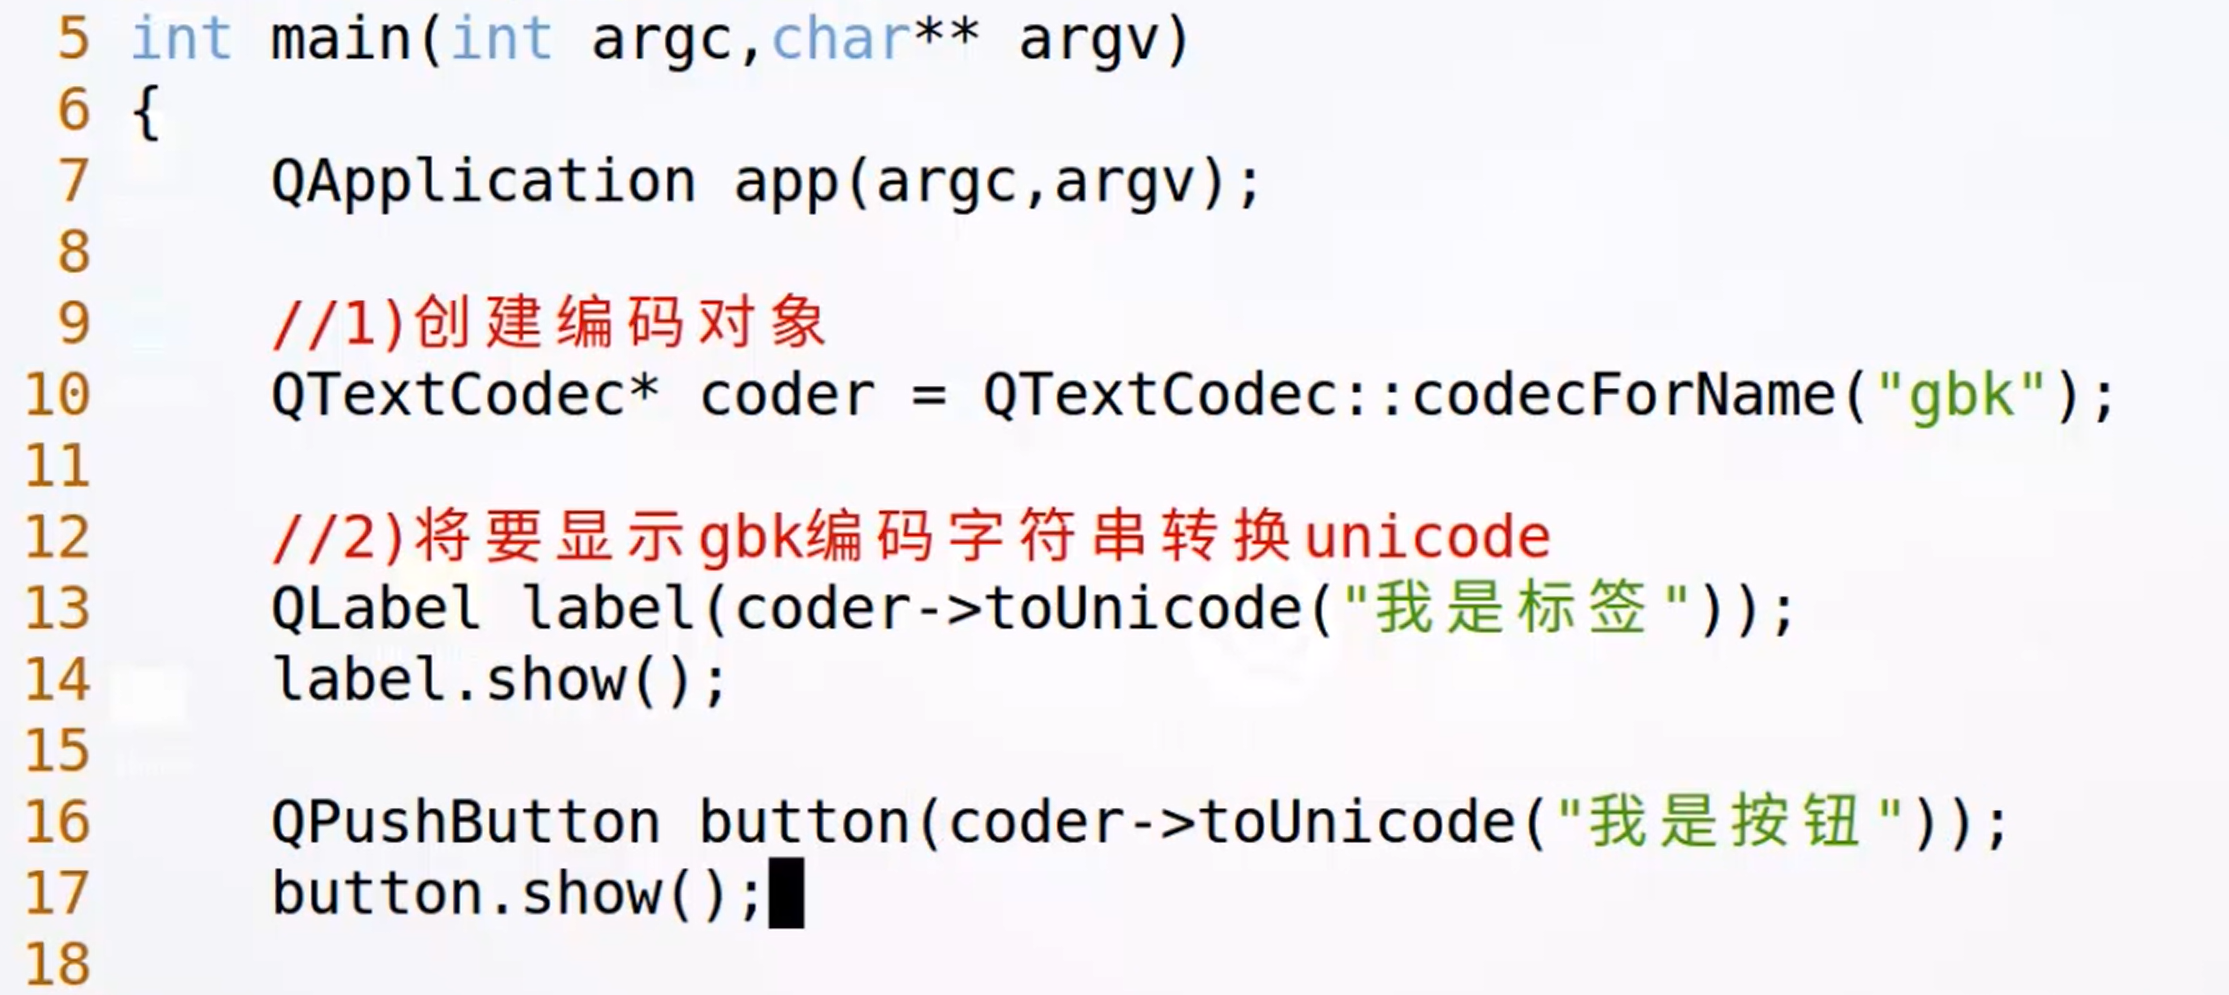 5 int main(int argc,char** argv)
6 {
7     QApplication app(argc,argv);
8
9     //1)创建编码对象
10     QTextCodec* coder = QTextCodec::codecForName("gbk");
11
12     //2)将要显示gbk编码字符串转换unicode
13     QLabel label(coder->toUnicode("我是标签"));
14     label.show();
15
16     QPushButton button(coder->toUnicode("我是按钮"));
17     button.show();
18